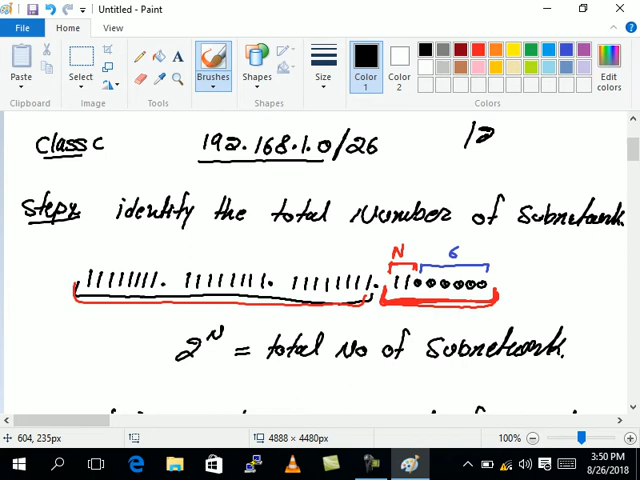 Untitled - Paint
File
Home
View
Paste
Select
Brushes
Shapes
Size
Color 1
Color 2
Edit colors
Clipboard
Image
Tools
Colors
Class C 192.168.1.0/26 12
Step1 identify the total Number of Subnetwork.
N 6
11111111. 11111111. 11111111. 11000000
2^N = total No of Subnetwork.
604, 235px
4888 × 4480px
100%
3:50 PM
8/26/2018